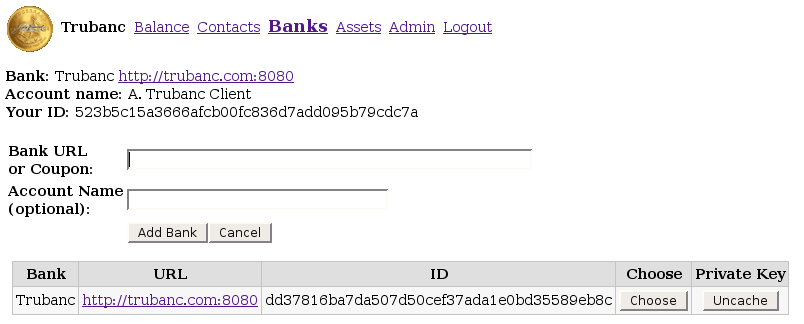 Trubanc Balance Contacts Banks Assets Admin Logout
Bank: Trubanc http://trubanc.com:8080
Account name: A. Trubanc Client
Your ID: 523b5c15a3666afcb00fc836d7add095b79cdc7a
Bank URL
or Coupon:
Account Name
(optional):
Add Bank Cancel
Bank URL ID Choose Private Key
Trubanc http://trubanc.com:8080 dd37816ba7da507d50cef37ada1e0bd35589eb8c Choose Uncache